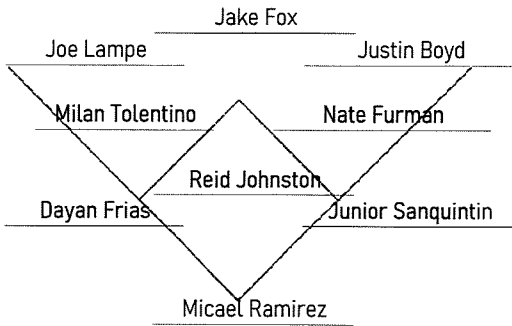 Jake Fox
Joe Lampe
Justin Boyd
Milan Tolentino
Nate Furman
Reid Johnston
Dayan Frias
Junior Sanquintin
Micael Ramirez